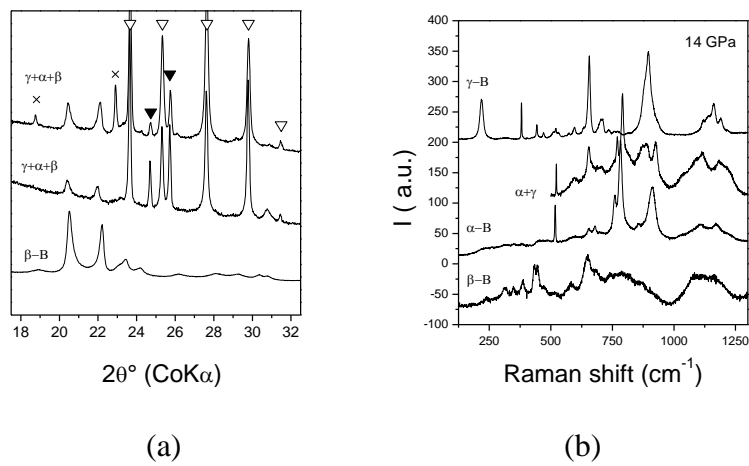 γ+α+β
γ+α+β
β−B
18 20 22 24 26 28 30 32
2θ° (CoKα)
(a)
400
350
300
250
200
150
100
50
0
-50
-100
I ( a.u.)
14 GPa
γ−B
α+γ
α−B
β−B
250 500 750 1000 1250
Raman shift (cm⁻¹)
(b)